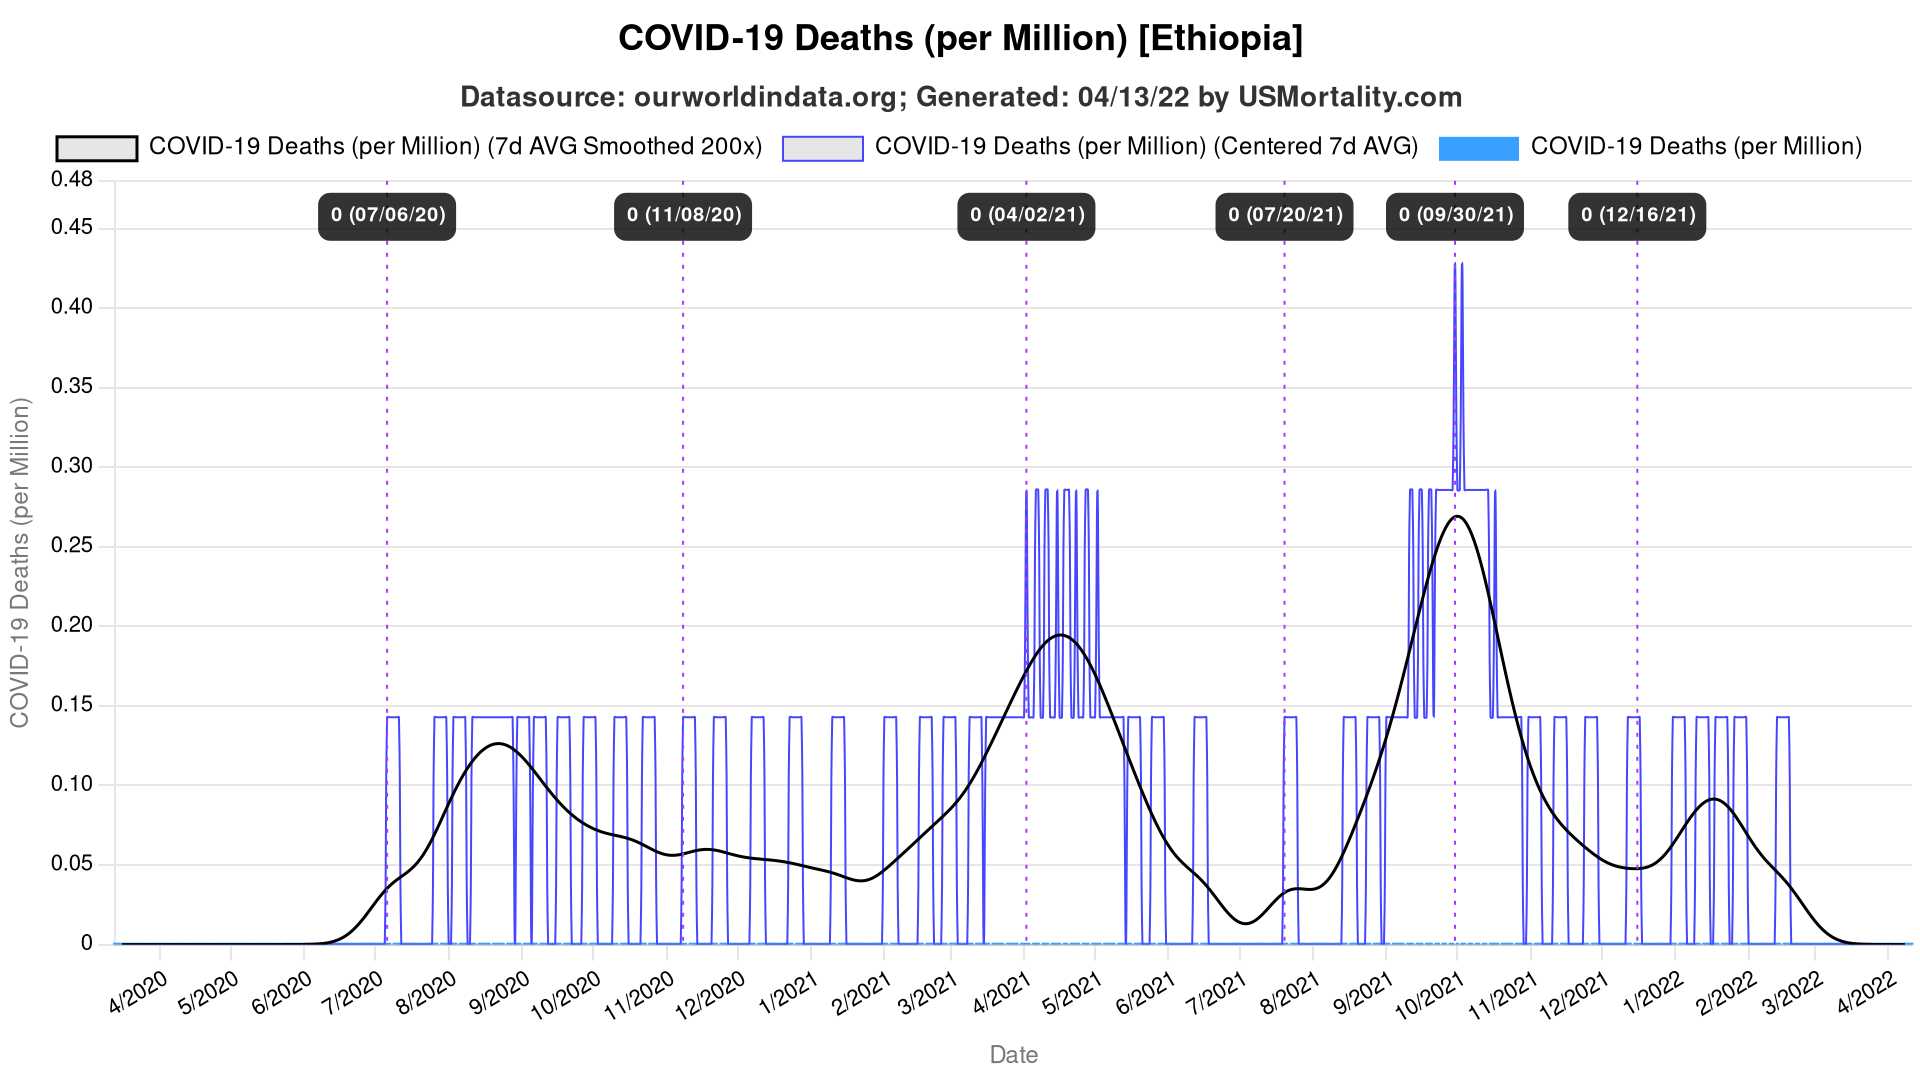 COVID-19 Deaths (per Million) [Ethiopia]
Datasource: ourworldindata.org; Generated: 04/13/22 by USMortality.com
COVID-19 Deaths (per Million) (7d AVG Smoothed 200x) COVID-19 Deaths (per Million) (Centered 7d AVG) COVID-19 Deaths (per Million)
0 (07/06/20) 0 (11/08/20) 0 (04/02/21) 0 (07/20/21) 0 (09/30/21) 0 (12/16/21)
0.48
0.45
0.40
0.35
0.30
0.25
0.20
0.15
0.10
0.05
0
COVID-19 Deaths (per Million)
4/2020 5/2020 6/2020 7/2020 8/2020 9/2020 10/2020 11/2020 12/2020 1/2021 2/2021 3/2021 4/2021 5/2021 6/2021 7/2021 8/2021 9/2021 10/2021 11/2021 12/2021 1/2022 2/2022 3/2022 4/2022
Date